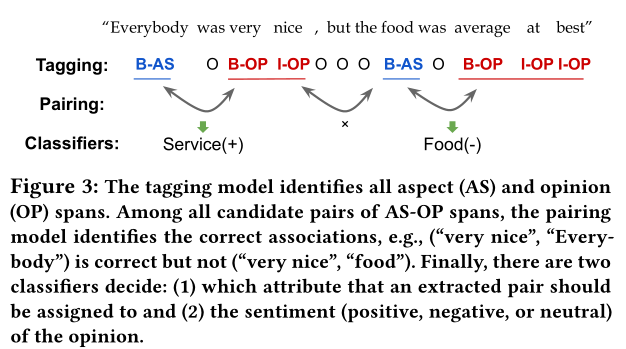 “Everybody was very nice , but the food was average at best”
Tagging: B-AS O B-OP I-OP O O O B-AS O B-OP I-OP I-OP
Pairing:
×
Classifiers: Service(+) Food(-)
Figure 3: The tagging model identifies all aspect (AS) and opinion
(OP) spans. Among all candidate pairs of AS-OP spans, the pairing
model identifies the correct associations, e.g., (“very nice”, “Every-
body”) is correct but not (“very nice”, “food”). Finally, there are two
classifiers decide: (1) which attribute that an extracted pair should
be assigned to and (2) the sentiment (positive, negative, or neutral)
of the opinion.